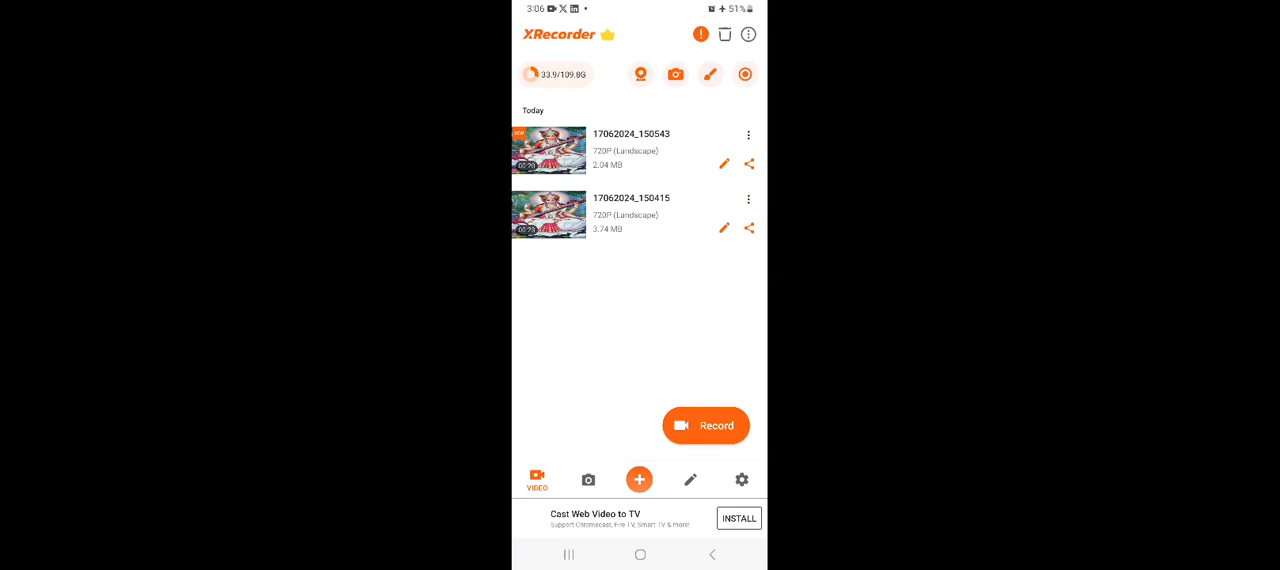 3:06 51%
XRecorder
33.9/109.8G
Today
NEW
17062024_150543
720P (Landscape)
00:20
2.04 MB
17062024_150415
720P (Landscape)
00:23
3.74 MB
Record
VIDEO
Cast Web Video to TV
Support Chromecast, Fire TV, Smart TV & more!
INSTALL